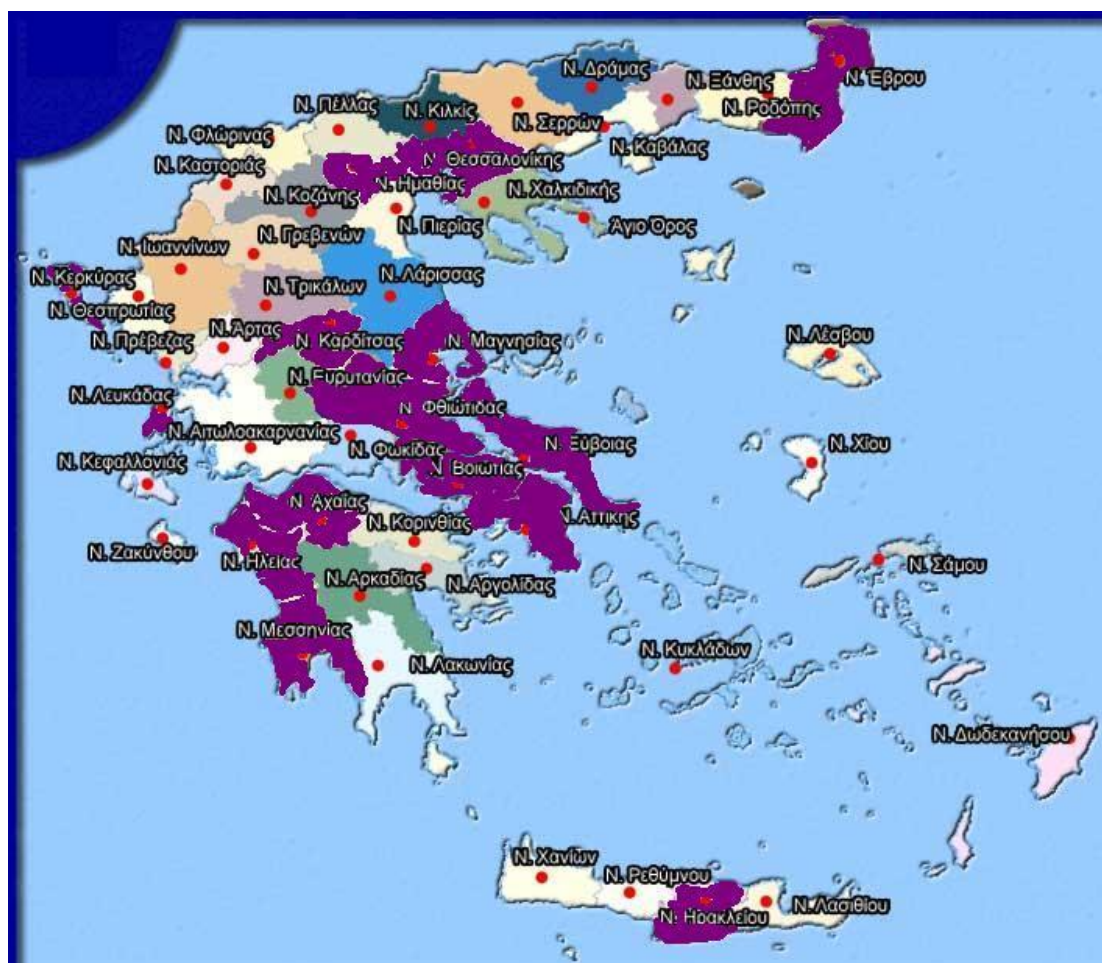 Ν. Δράμας
Ν. Ξάνθης
Ν. Έβρου
Ν. Πέλλας
Ν. Κιλκίς
Ν. Ροδόπης
Ν. Σερρών
Ν. Φλώρινας
Ν. Καβάλας
Ν. Θεσσαλονίκης
Ν. Καστοριάς
Ν. Ημαθίας
Ν. Χαλκιδικής
Ν. Κοζάνης
Ν. Πιερίας
Άγιο Όρος
Ν. Γρεβενών
Ν. Ιωαννίνων
Ν. Κερκύρας
Ν. Λάρισσας
Ν. Τρικάλων
Ν. Θεσπρωτίας
Ν. Άρτας
Ν. Πρέβεζας
Ν. Καρδίτσας
Ν. Μαγνησίας
Ν. Λέσβου
Ν. Ευρυτανίας
Ν. Λευκάδας
Ν. Φθιώτιδας
Ν. Αιτωλοακαρνανίας
Ν. Φωκίδας
Ν. Εύβοιας
Ν. Χίου
Ν. Κεφαλλονιάς
Ν. Βοιωτίας
Ν. Αχαΐας
Ν. Κορινθίας
Ν. Αττικης
Ν. Ζακύνθου
Ν. Ηλείας
Ν. Σάμου
Ν. Αρκαδίας
Ν. Αργολίδας
Ν. Μεσσηνίας
Ν. Κυκλάδων
Ν. Λακωνίας
Ν. Δωδεκανήσου
Ν. Χανίων
Ν. Ρεθύμνου
Ν. Ηρακλείου
Ν. Λασιθίου